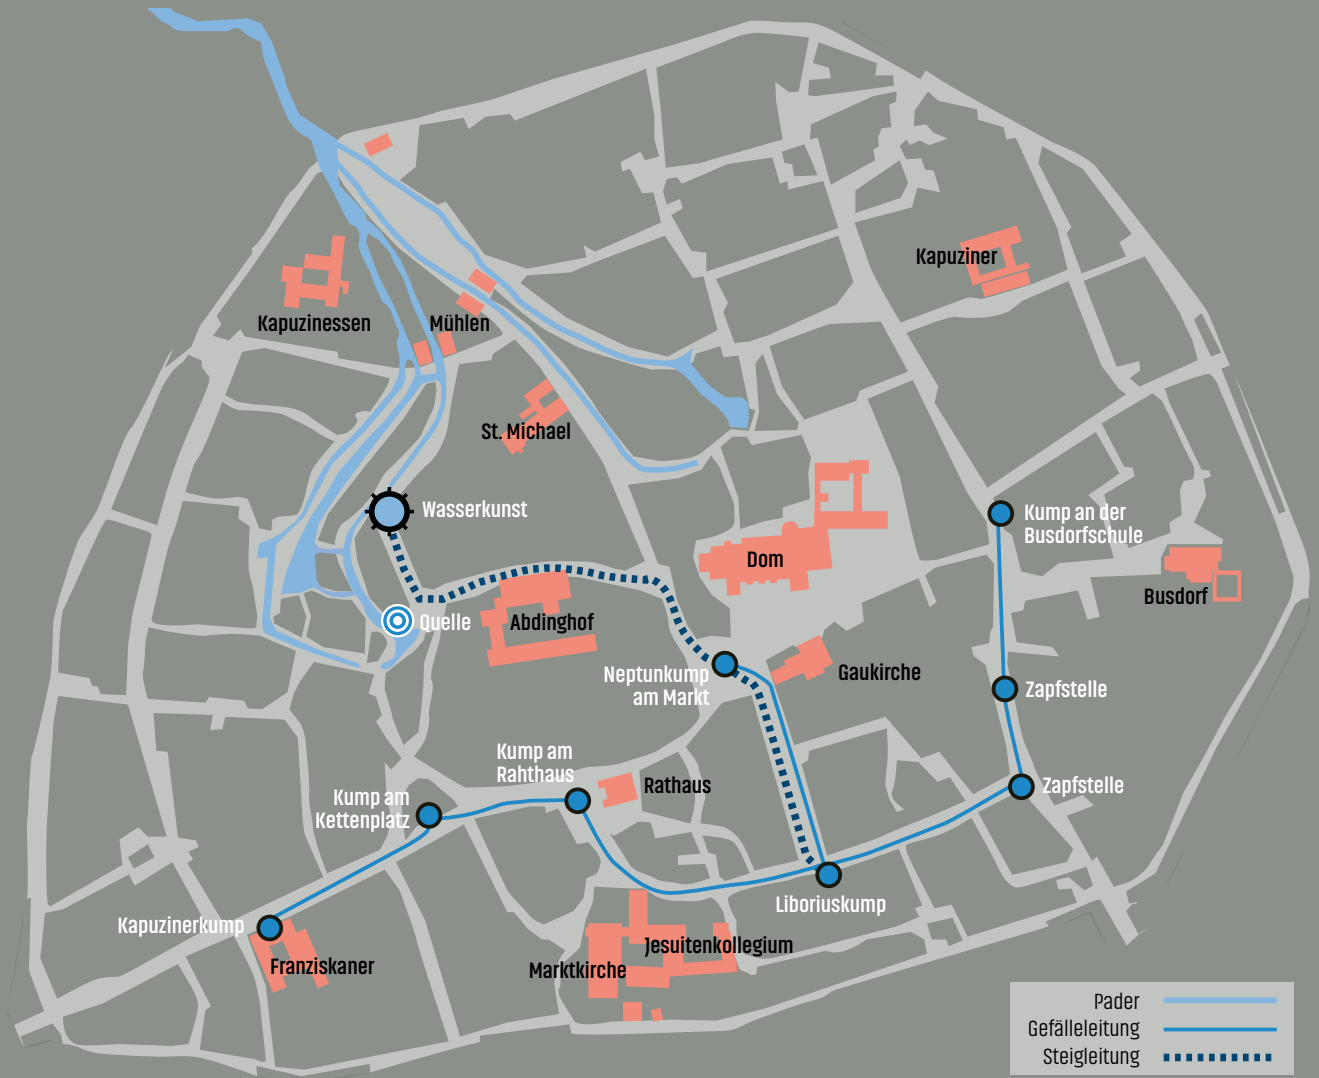 Kapuziner
Kapuzinessen
Mühlen
St. Michael
Wasserkunst
Kump an der
Busdorfschule
Dom
Busdorf
Quelle
Abdinghof
Neptunkump
am Markt
Gaukirche
Zapfstelle
Kump am
Rahthaus
Rathaus
Zapfstelle
Kump am
Kettenplatz
Liboriuskump
Kapuzinerkump
Jesuitenkollegium
Franziskaner
Marktkirche
Pader
Gefälleleitung
Steigleitung